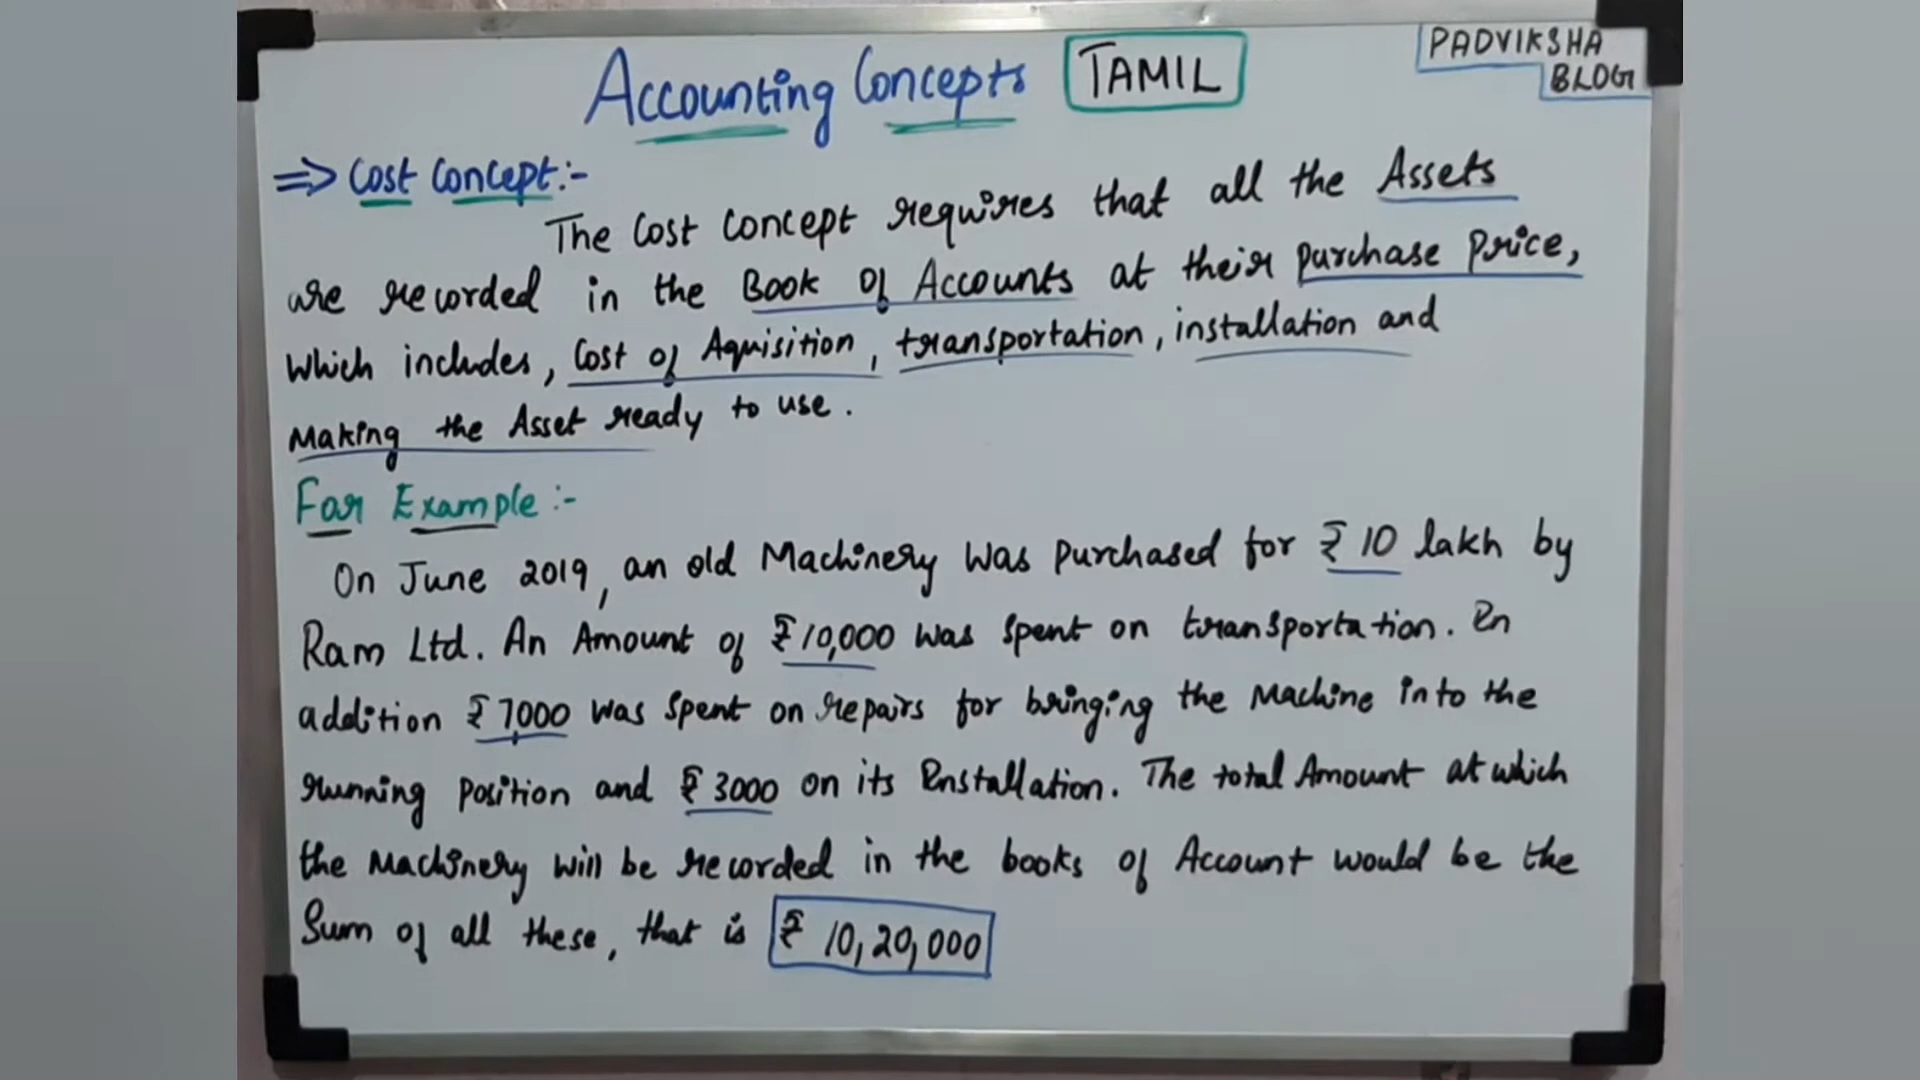 Accounting Concepts TAMIL
PADVIKSHA
BLOG
⇒ Cost Concept:-
The Cost Concept requires that all the Assets
are recorded in the Book of Accounts at their purchase price,
which includes, Cost of Aquisition, transportation, installation and
Making the Asset ready to use.
For Example:-
On June 2019, an old Machinery was purchased for ₹ 10 lakh by
Ram Ltd. An Amount of ₹ 10,000 was spent on transportation. In
addition ₹ 7000 was spent on repairs for bringing the Machine into the
running position and ₹ 3000 on its Installation. The total Amount at which
the Machinery will be recorded in the books of Account would be the
Sum of all these, that is ₹ 10,20,000